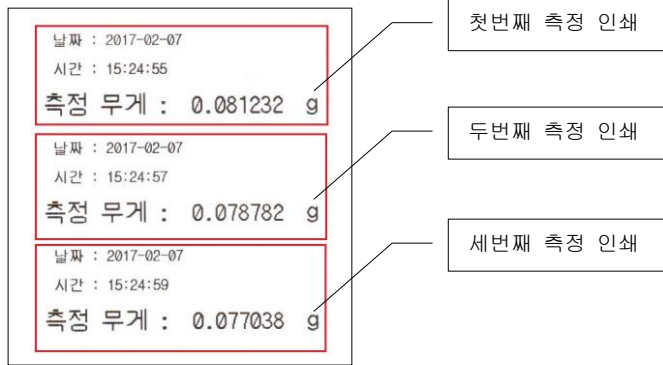 날짜 : 2017-02-07
시간 : 15:24:55
측정 무게 : 0.081232 g
첫번째 측정 인쇄
날짜 : 2017-02-07
시간 : 15:24:57
측정 무게 : 0.078782 g
두번째 측정 인쇄
날짜 : 2017-02-07
시간 : 15:24:59
측정 무게 : 0.077038 g
세번째 측정 인쇄